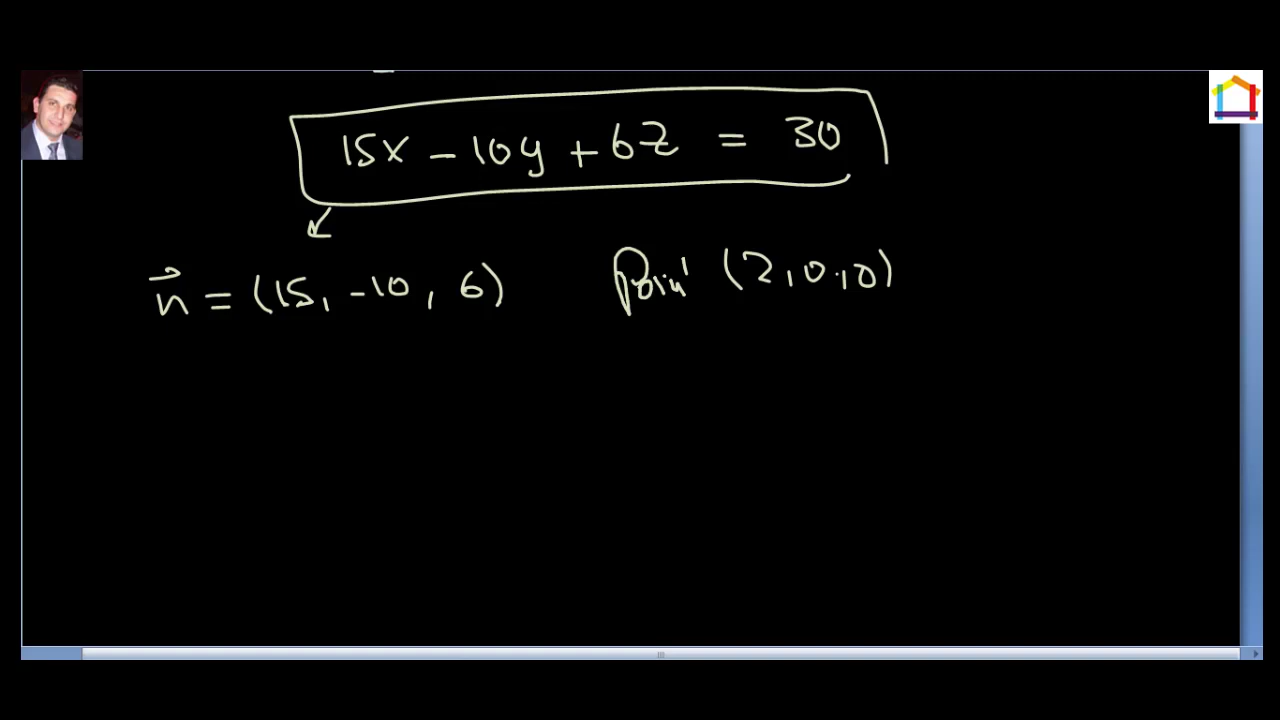 15x - 10y + 6z = 30
n⃗ = (15, -10, 6) Point (2,0,0)